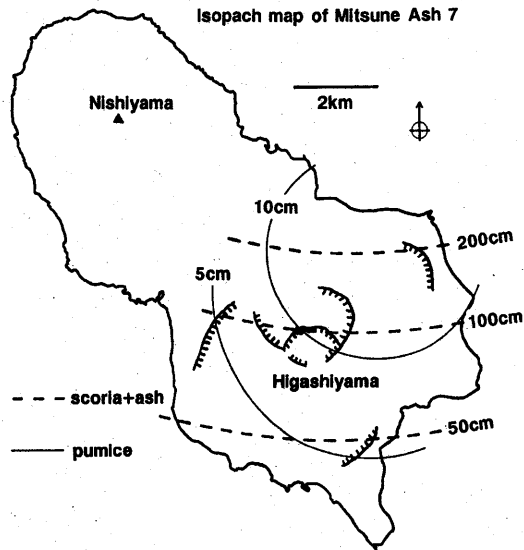 Isopach map of Mitsune Ash 7
Nishiyama
2km
10cm
200cm
5cm
100cm
Higashiyama
scoria+ash
50cm
pumice